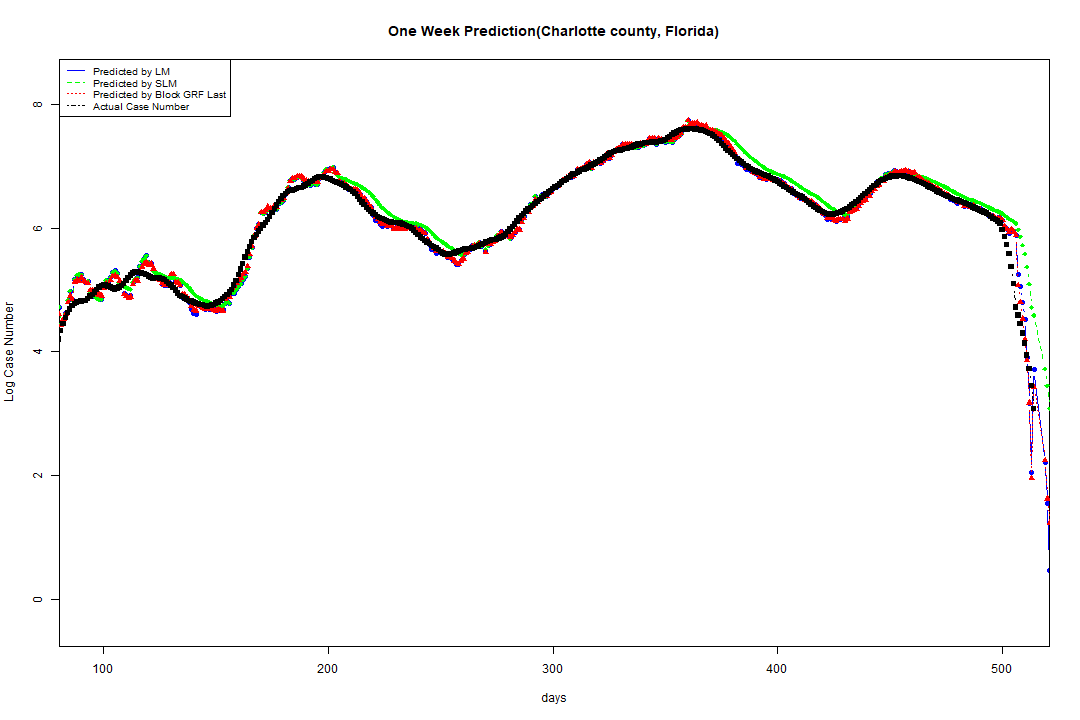 One Week Prediction(Charlotte county, Florida)
Predicted by LM
Predicted by SLM
Predicted by Block GRF Last
Actual Case Number
8
6
4
2
0
Log Case Number
100 200 300 400 500
days